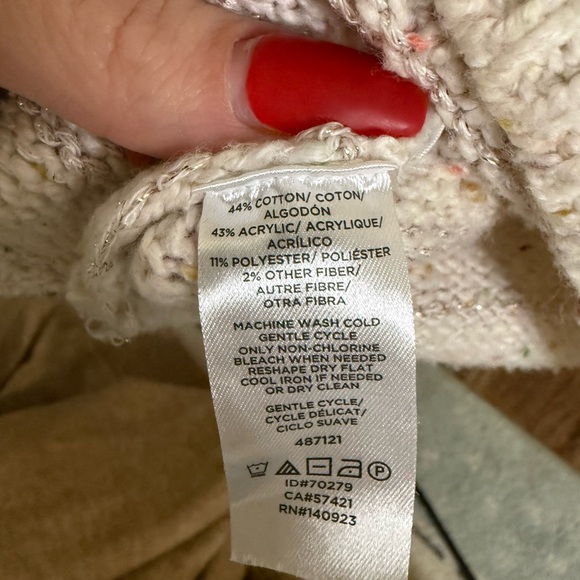 44% COTTON/ COTON/
ALGODÓN
43% ACRYLIC/ ACRYLIQUE/
ACRÍLICO
11% POLYESTER/ POLIÉSTER
2% OTHER FIBER/
AUTRE FIBRE/
OTRA FIBRA
MACHINE WASH COLD
GENTLE CYCLE
ONLY NON-CHLORINE
BLEACH WHEN NEEDED
RESHAPE DRY FLAT
COOL IRON IF NEEDED
OR DRY CLEAN
GENTLE CYCLE/
CYCLE DÉLICAT/
CICLO SUAVE
487121
P
ID#70279
CA#57421
RN#140923